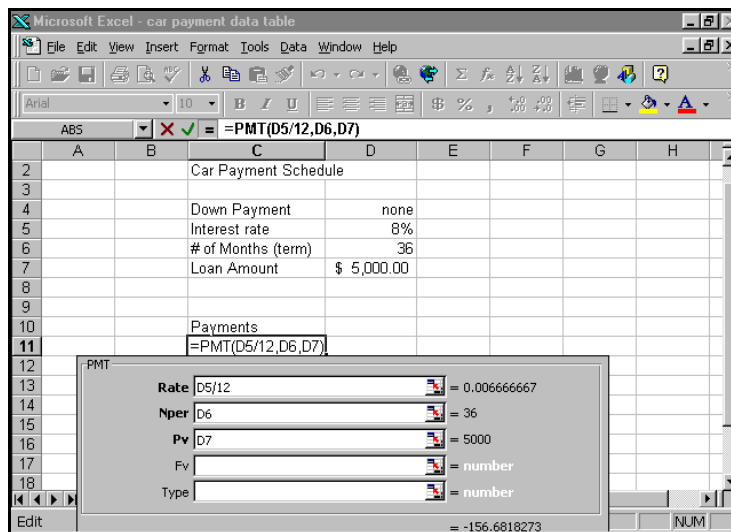 Microsoft Excel - car payment data table
File Edit View Insert Format Tools Data Window Help
Arial 10 B I U $ % ,
ABS = =PMT(D5/12,D6,D7)
A B C D E F G H
2 Car Payment Schedule
3
4 Down Payment none
5 Interest rate 8%
6 # of Months (term) 36
7 Loan Amount $ 5,000.00
8
9
10 Payments
11 =PMT(D5/12,D6,D7)
12 PMT
13 Rate D5/12 = 0.006666667
14 Nper D6 = 36
15
16 Pv D7 = 5000
17 Fv = number
18 Type = number
= -156.6818273
Edit NUM